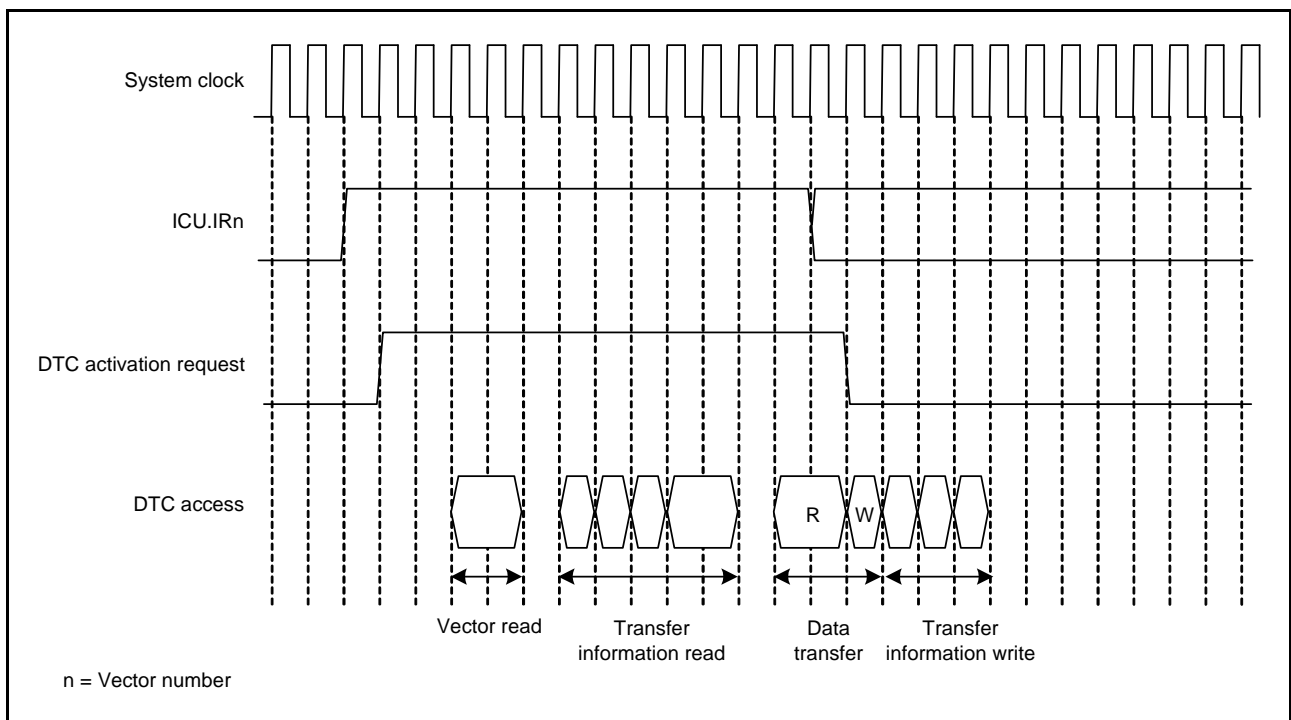 System clock
ICU.IRn
DTC activation request
DTC access
R
W
Vector read
Transfer
information read
Data
transfer
Transfer
information write
n = Vector number